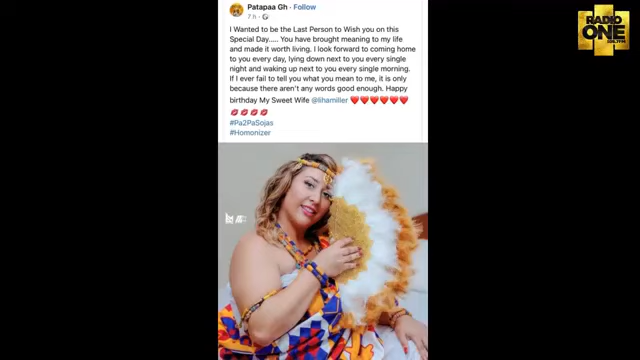 Patapaa Gh · Follow
7 h ·
I Wanted to be the Last Person to Wish you on this
Special Day..... You have brought meaning to my life
and made it worth living. I look forward to coming home
to you every day, lying down next to you every single
night and waking up next to you every single morning.
If I ever fail to tell you what you mean to me, it is only
because there aren't any words good enough. Happy
birthday My Sweet Wife @lihamiller ❤️❤️❤️❤️❤️❤️
💋💋💋💋
#Pa2PaSojas
#Homonizer
RADIO
ONE